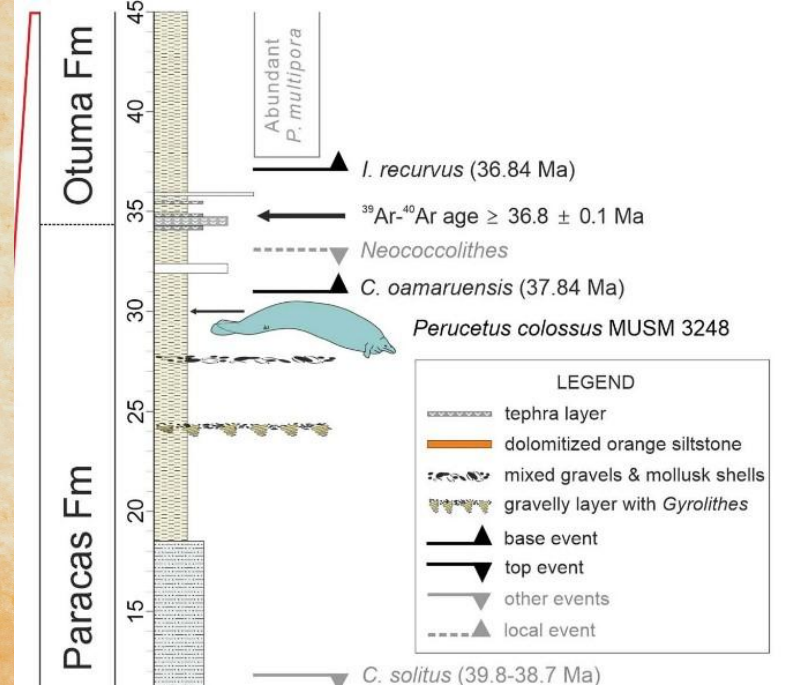 Otuma Fm
Paracas Fm
45
40
35
30
25
20
15
Abundant
P. multipora
I. recurvus (36.84 Ma)
³⁹Ar-⁴⁰Ar age ≥ 36.8 ± 0.1 Ma
Neococcolithes
C. oamaruensis (37.84 Ma)
Perucetus colossus MUSM 3248
LEGEND
tephra layer
dolomitized orange siltstone
mixed gravels & mollusk shells
gravelly layer with Gyrolithes
base event
top event
other events
local event
C. solitus (39.8-38.7 Ma)